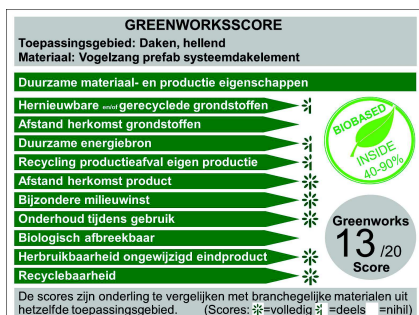 GREENWORKSSCORE
Toepassingsgebied: Daken, hellend
Materiaal: Vogelzang prefab systeemdakelement
Duurzame materiaal- en productie eigenschappen
Hernieuwbare en/of gerecyclede grondstoffen
Afstand herkomst grondstoffen
Duurzame energiebron
Recycling productieafval eigen productie
Afstand herkomst product
Bijzondere milieuwinst
Onderhoud tijdens gebruik
Biologisch afbreekbaar
Herbruikbaarheid ongewijzigd eindproduct
Recyclebaarheid
BIOBASED
INSIDE
40-90%
Greenworks
13 /20
Score
De scores zijn onderling te vergelijken met branchegelijke materialen uit
hetzelfde toepassingsgebied. (Scores: =volledig =deels =nihil)